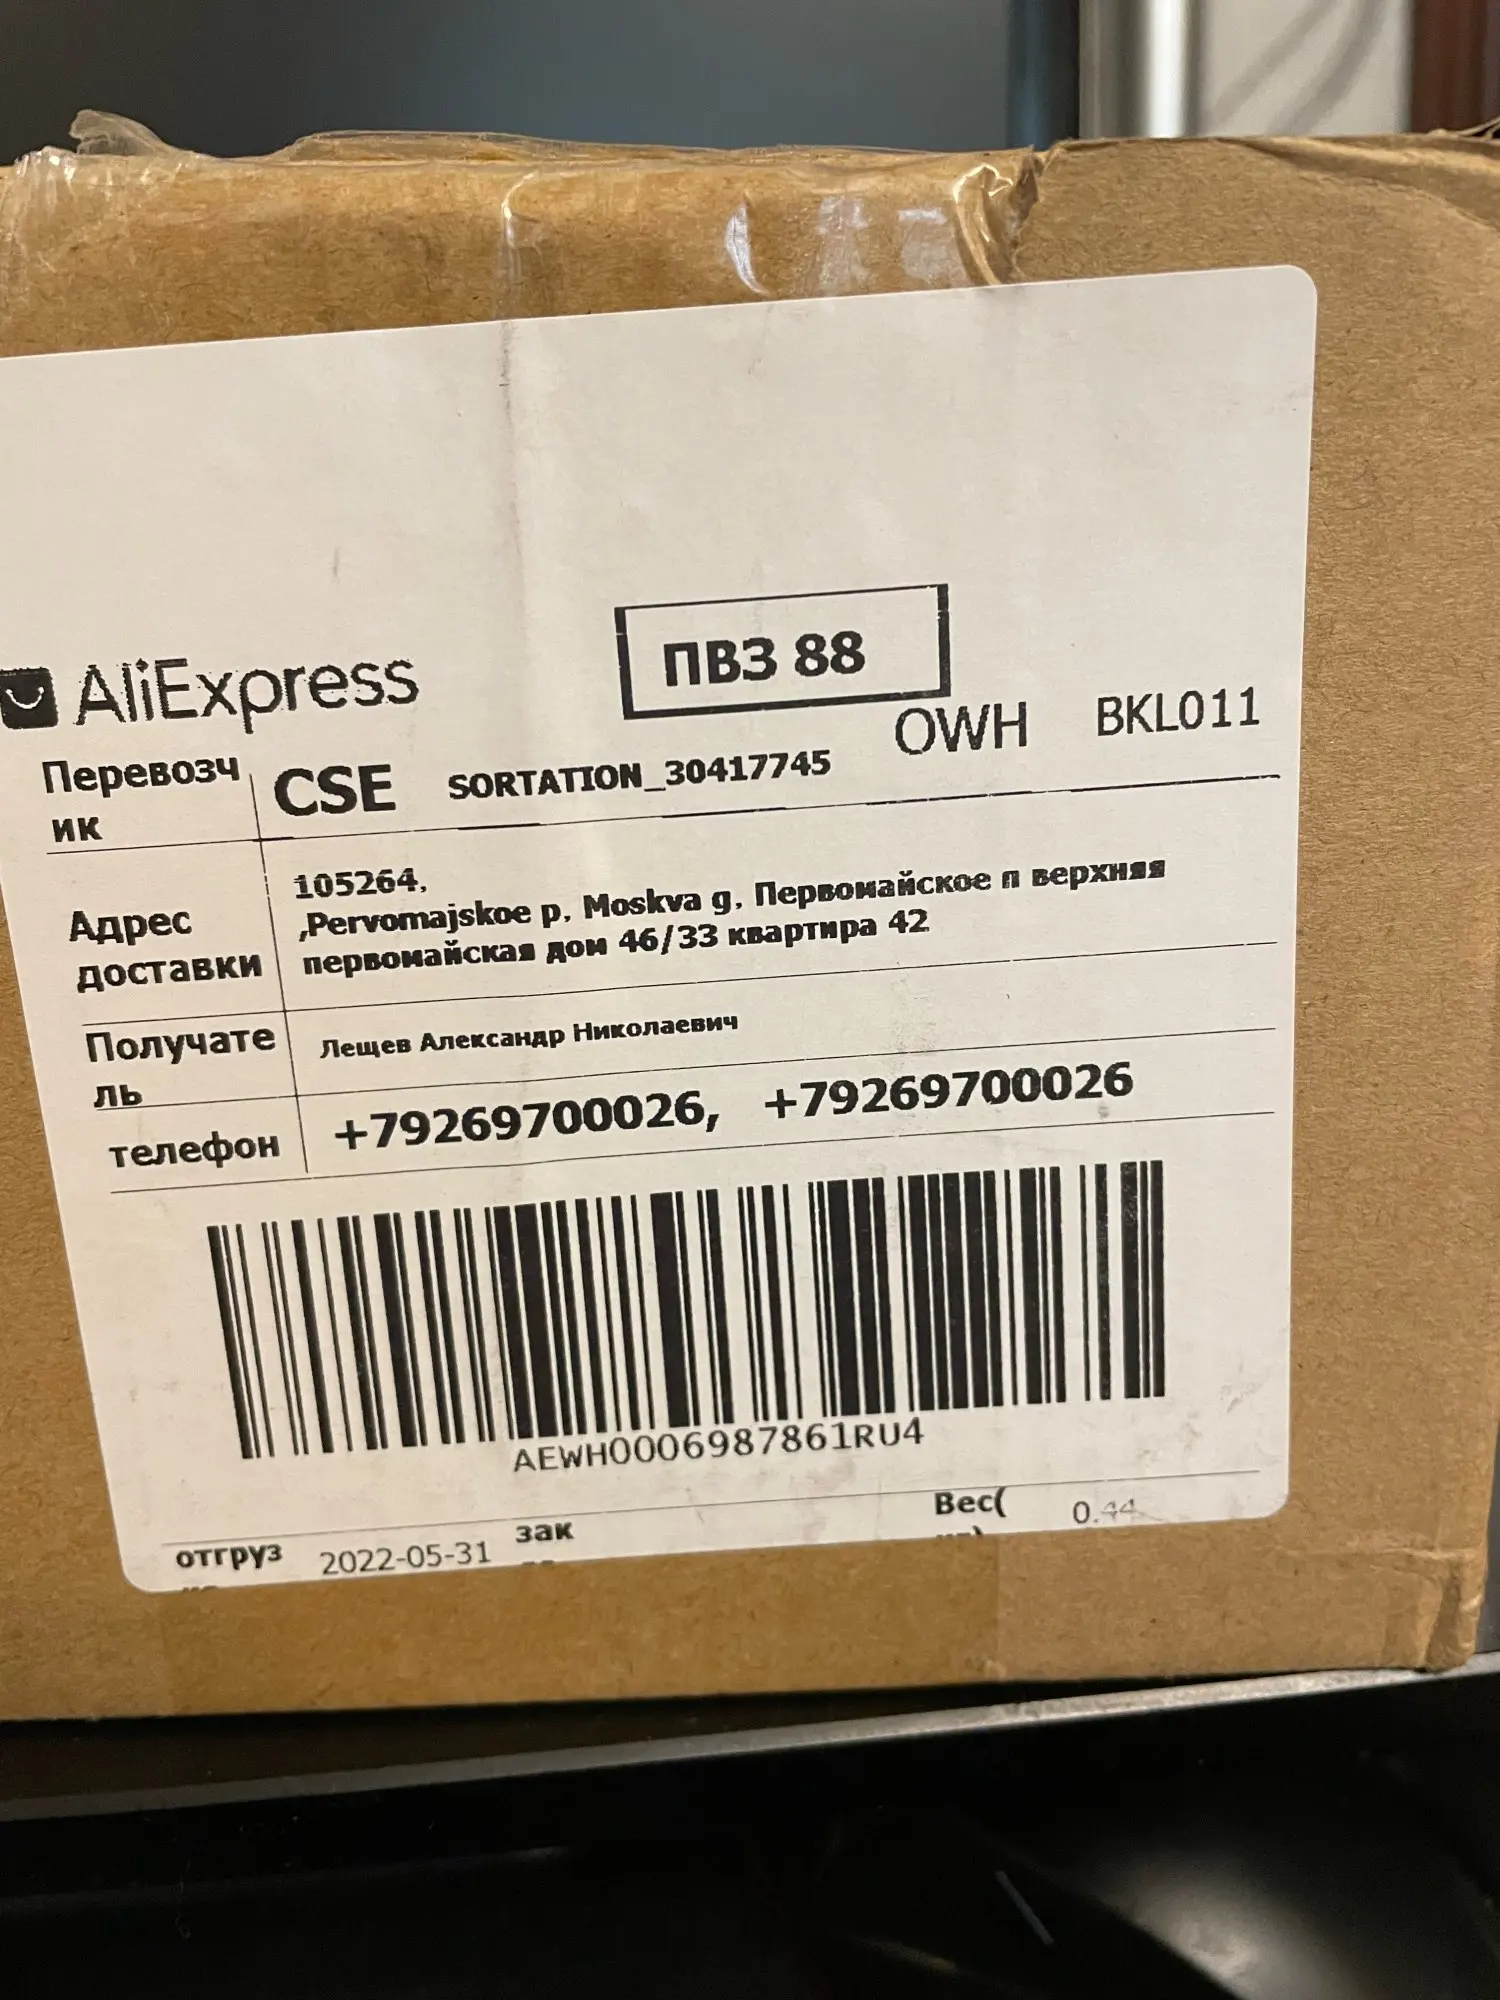 ПВЗ 88
AliExpress
OWH BKL011
Перевозч
ик
CSE SORTATION_30417745
Адрес
доставки
105264,
,Pervomajskoe p, Moskva g, Первомайское п верхняя
первомайская дом 46/33 квартира 42
Получате
ль
Лещев Александр Николаевич
телефон
+79269700026, +79269700026
AEWH0006987861RU4
отгруз 2022-05-31 зак Вес( 0.44